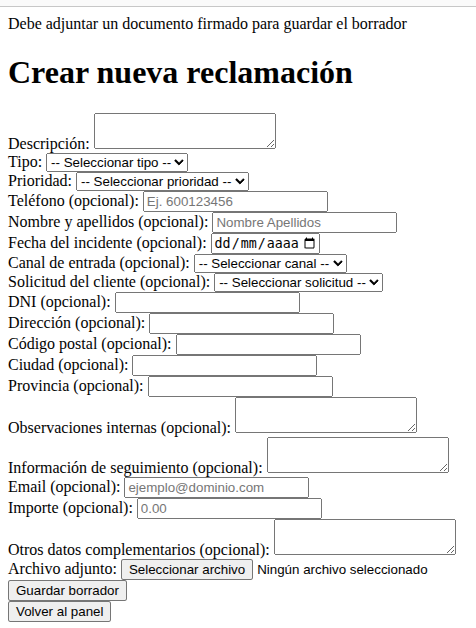 Debe adjuntar un documento firmado para guardar el borrador
Crear nueva reclamación
Descripción:
Tipo: -- Seleccionar tipo --
Prioridad: -- Seleccionar prioridad --
Teléfono (opcional): Ej. 600123456
Nombre y apellidos (opcional): Nombre Apellidos
Fecha del incidente (opcional): dd/mm/aaaa
Canal de entrada (opcional): -- Seleccionar canal --
Solicitud del cliente (opcional): -- Seleccionar solicitud --
DNI (opcional):
Dirección (opcional):
Código postal (opcional):
Ciudad (opcional):
Provincia (opcional):
Observaciones internas (opcional):
Información de seguimiento (opcional):
Email (opcional): ejemplo@dominio.com
Importe (opcional): 0.00
Otros datos complementarios (opcional):
Archivo adjunto: Seleccionar archivo Ningún archivo seleccionado
Guardar borrador
Volver al panel